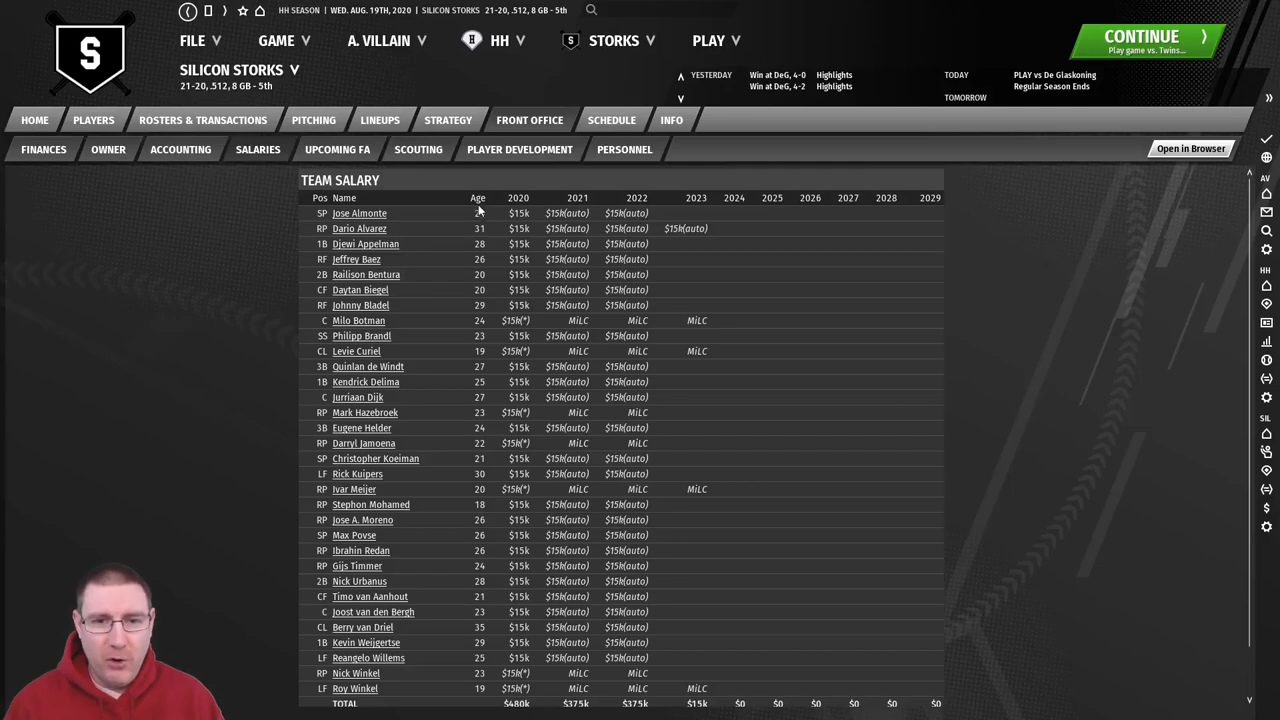 HH SEASON | WED. AUG. 19TH, 2020 | SILICON STORKS 21-20, .512, 8 GB - 5th
S
FILE GAME A. VILLAIN H HH S STORKS PLAY
CONTINUE
Play game vs. Twins...
SILICON STORKS
21-20, .512, 8 GB - 5th
YESTERDAY Win at DeG, 4-0 Highlights TODAY PLAY vs De Glaskoning
Win at DeG, 4-2 Highlights Regular Season Ends
TOMORROW
HOME PLAYERS ROSTERS & TRANSACTIONS PITCHING LINEUPS STRATEGY FRONT OFFICE SCHEDULE INFO
FINANCES OWNER ACCOUNTING SALARIES UPCOMING FA SCOUTING PLAYER DEVELOPMENT PERSONNEL Open in Browser
TEAM SALARY
Pos Name Age 2020 2021 2022 2023 2024 2025 2026 2027 2028 2029
SP Jose Almonte $15k $15k(auto) $15k(auto)
RP Dario Alvarez 31 $15k $15k(auto) $15k(auto) $15k(auto)
1B Djewi Appelman 28 $15k $15k(auto) $15k(auto)
RF Jeffrey Baez 26 $15k $15k(auto) $15k(auto)
2B Railison Bentura 20 $15k $15k(auto) $15k(auto)
CF Daytan Biegel 20 $15k $15k(auto) $15k(auto)
RF Johnny Bladel 29 $15k $15k(auto) $15k(auto)
C Milo Botman 24 $15k(*) MiLC MiLC MiLC
SS Philipp Brandl 23 $15k $15k(auto) $15k(auto)
CL Levie Curiel 19 $15k(*) MiLC MiLC MiLC
3B Quinlan de Windt 27 $15k $15k(auto) $15k(auto)
1B Kendrick Delima 25 $15k $15k(auto) $15k(auto)
C Jurriaan Dijk 27 $15k $15k(auto) $15k(auto)
RP Mark Hazebroek 23 $15k(*) MiLC MiLC
3B Eugene Helder 24 $15k $15k(auto) $15k(auto)
RP Darryl Jamoena 22 $15k(*) MiLC MiLC
SP Christopher Koeiman 21 $15k $15k(auto) $15k(auto)
LF Rick Kuipers 30 $15k $15k(auto) $15k(auto)
RP Ivar Meijer 20 $15k(*) MiLC MiLC MiLC
RP Stephon Mohamed 18 $15k $15k(auto) $15k(auto)
RP Jose A. Moreno 26 $15k $15k(auto) $15k(auto)
SP Max Povse 26 $15k $15k(auto) $15k(auto)
RP Ibrahin Redan 26 $15k $15k(auto) $15k(auto)
RP Gijs Timmer 24 $15k $15k(auto) $15k(auto)
2B Nick Urbanus 28 $15k $15k(auto) $15k(auto)
CF Timo van Aanhout 21 $15k $15k(auto) $15k(auto)
C Joost van den Bergh 23 $15k $15k(auto) $15k(auto)
CL Berry van Driel 35 $15k $15k(auto) $15k(auto)
1B Kevin Weijgertse 29 $15k $15k(auto) $15k(auto)
LF Reangelo Willems 25 $15k $15k(auto) $15k(auto)
RP Nick Winkel 23 $15k(*) MiLC MiLC
LF Roy Winkel 19 $15k(*) MiLC MiLC MiLC
TOTAL $480k $375k $375k $15k $0 $0 $0 $0 $0 $0
AV
HH
SIL